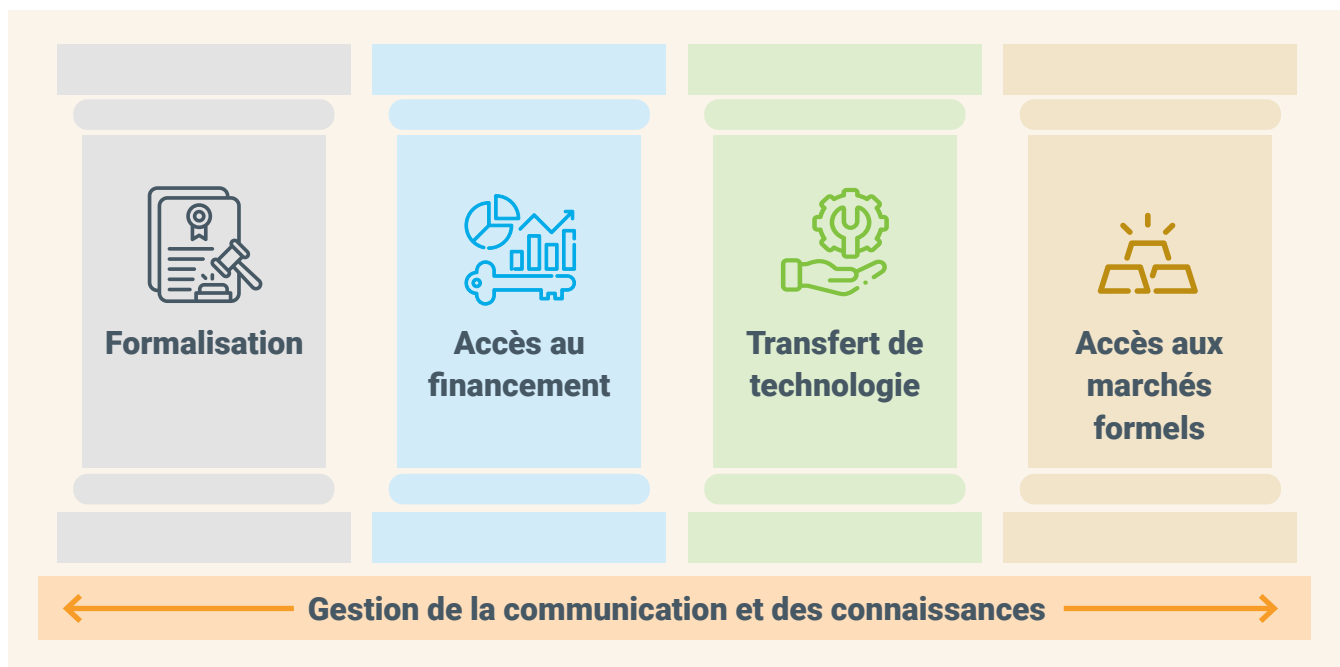 Formalisation
Accès au
financement
Transfert de
technologie
Accès aux
marchés
formels
Gestion de la communication et des connaissances